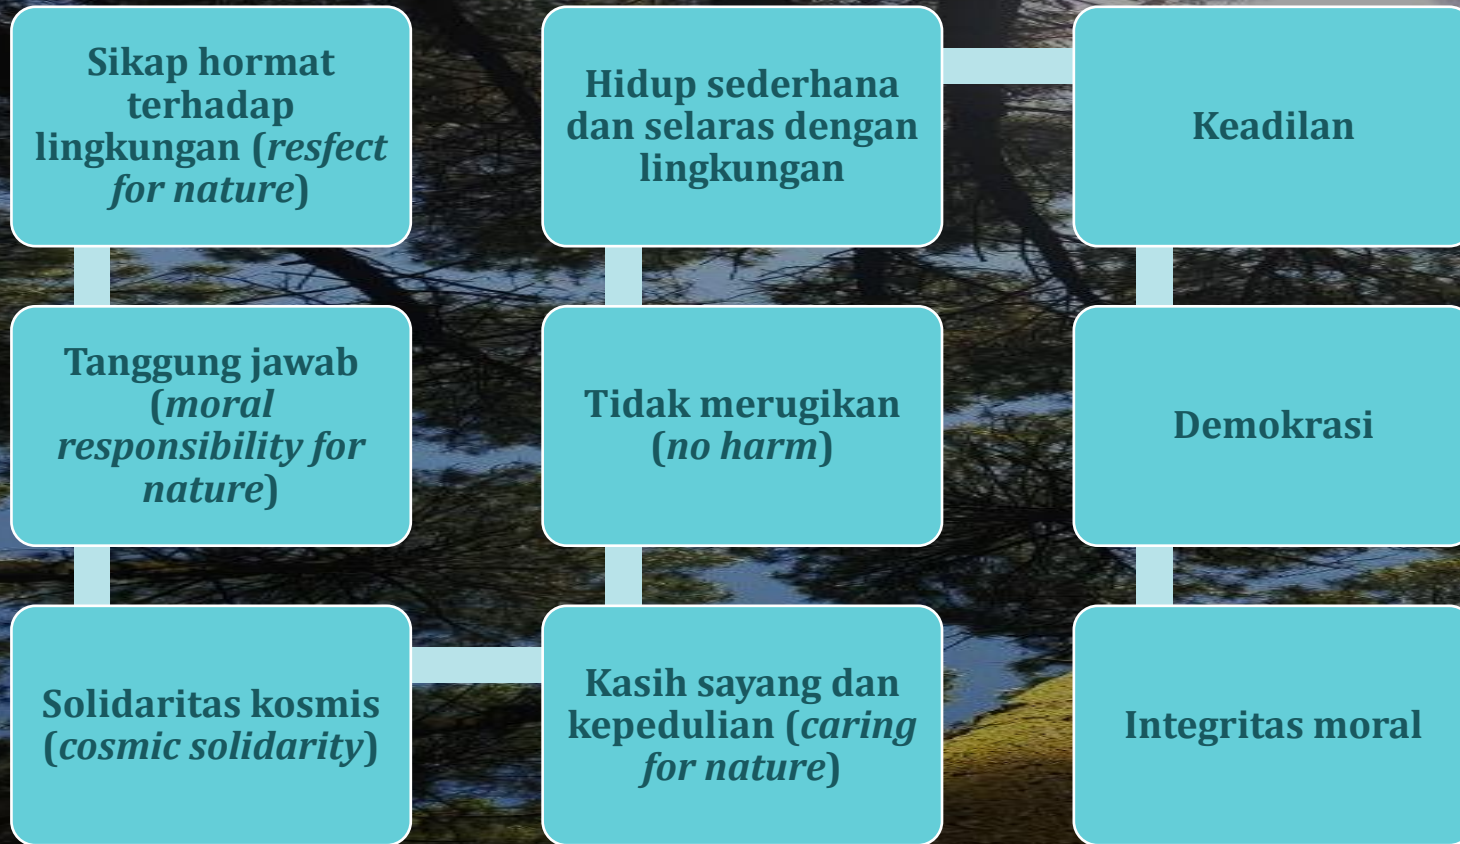 Sikap hormat
terhadap
lingkungan (resfect
for nature)
Tanggung jawab
(moral
responsibility for
nature)
Solidaritas kosmis
(cosmic solidarity)
Kasih sayang dan
kepedulian (caring
for nature)
Tidak merugikan
(no harm)
Hidup sederhana
dan selaras dengan
lingkungan
Keadilan
Demokrasi
Integritas moral